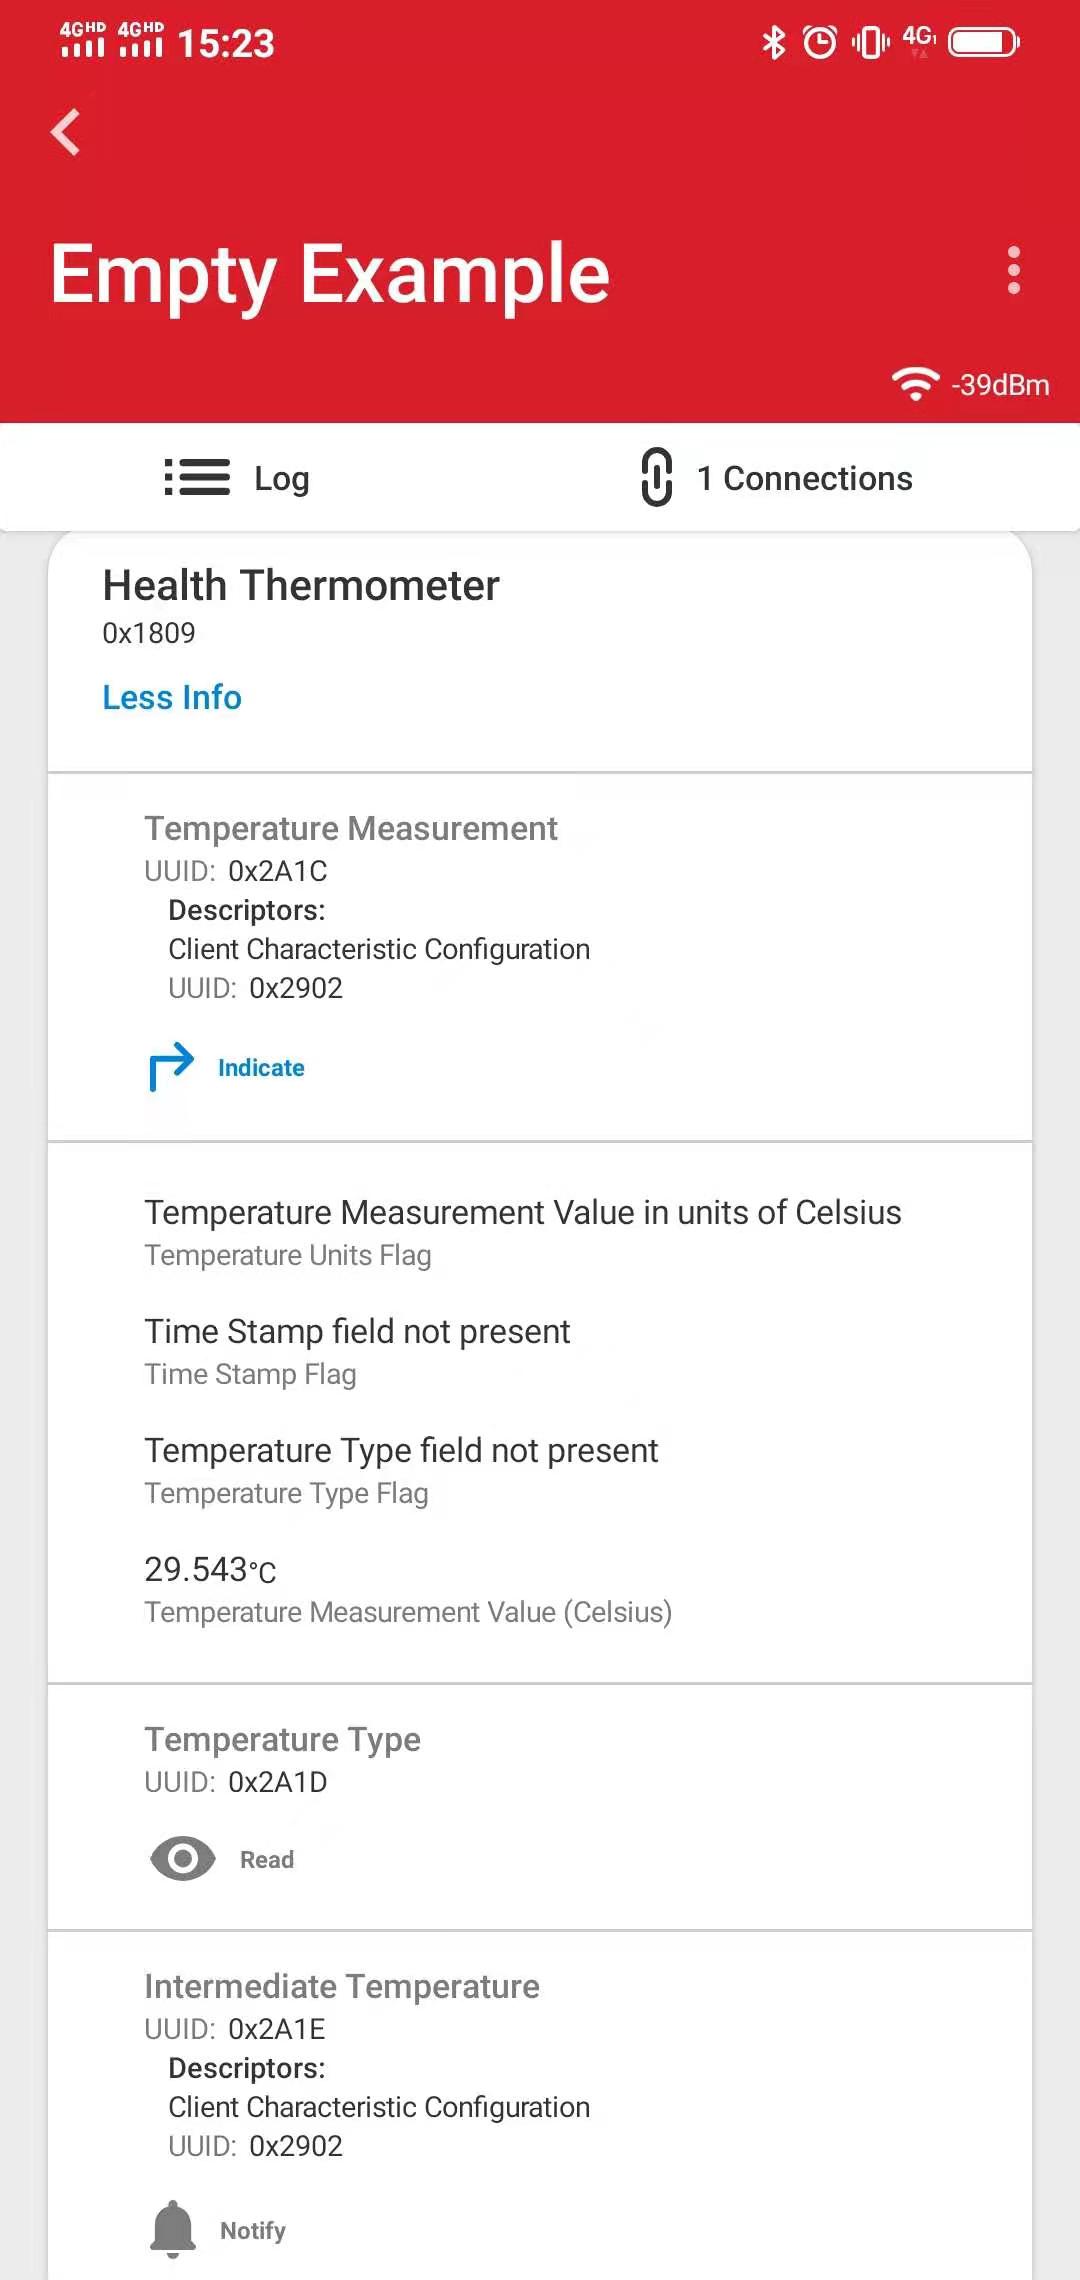 4GHD 4GHD 15:23 4G
Empty Example
-39dBm
Log
1 Connections
Health Thermometer
0x1809
Less Info
Temperature Measurement
UUID: 0x2A1C
Descriptors:
Client Characteristic Configuration
UUID: 0x2902
Indicate
Temperature Measurement Value in units of Celsius
Temperature Units Flag
Time Stamp field not present
Time Stamp Flag
Temperature Type field not present
Temperature Type Flag
29.543°C
Temperature Measurement Value (Celsius)
Temperature Type
UUID: 0x2A1D
Read
Intermediate Temperature
UUID: 0x2A1E
Descriptors:
Client Characteristic Configuration
UUID: 0x2902
Notify